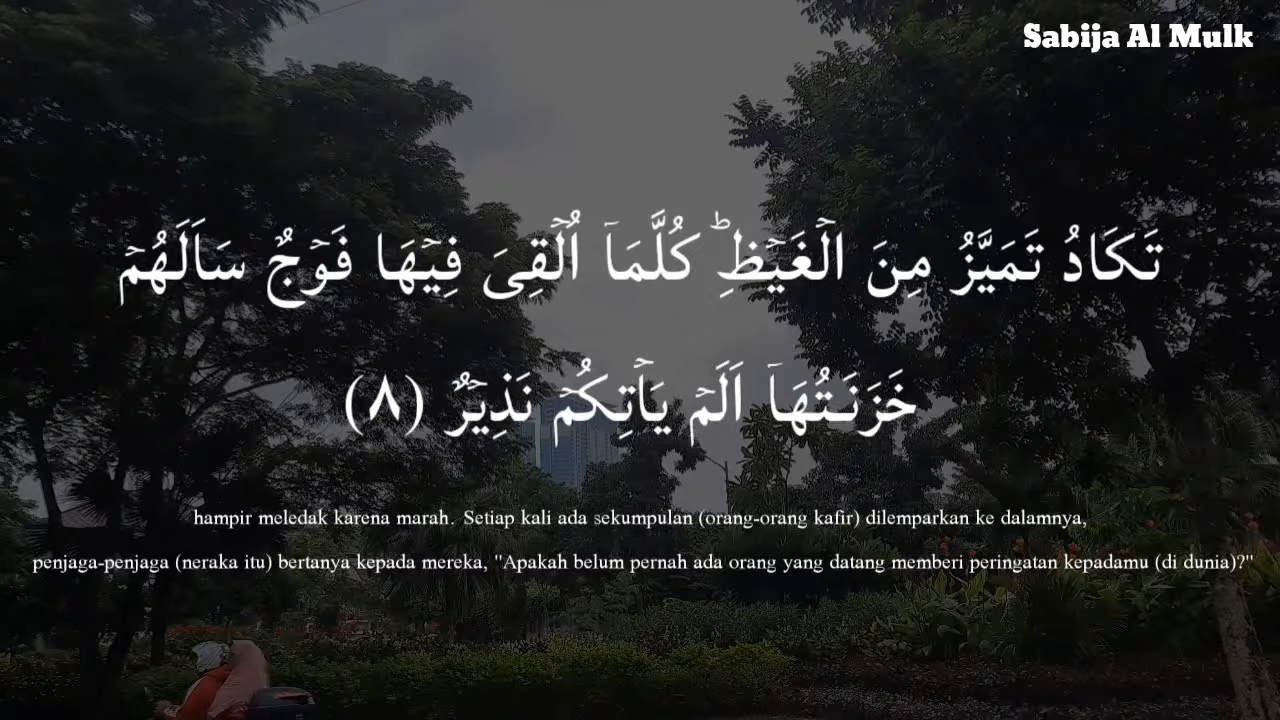 Sabija Al Mulk
تَكَادُ تَمَيَّزُ مِنَ الْغَيْظِۗ كُلَّمَآ اُلْقِيَ فِيْهَا فَوْجٌ سَاَلَهُمْ
خَزَنَتُهَآ اَلَمْ يَأْتِكُمْ نَذِيْرٌ (٨)
hampir meledak karena marah. Setiap kali ada sekumpulan (orang-orang kafir) dilemparkan ke dalamnya,
penjaga-penjaga (neraka itu) bertanya kepada mereka, "Apakah belum pernah ada orang yang datang memberi peringatan kepadamu (di dunia)?"